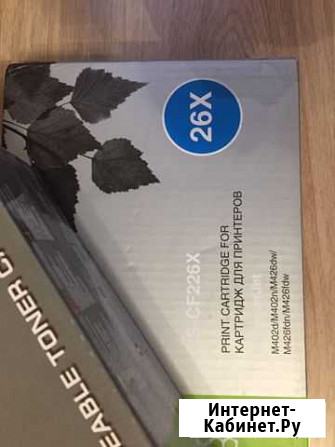 26X
CF226X
PRINT CARTRIDGE FOR
КАРТРИДЖ ДЛЯ ПРИНТЕРОВ
M402d/M402n/M426dw/
M426fdn/M426fdw
EABLE TONER
Интернет-
Кабинет.Ру